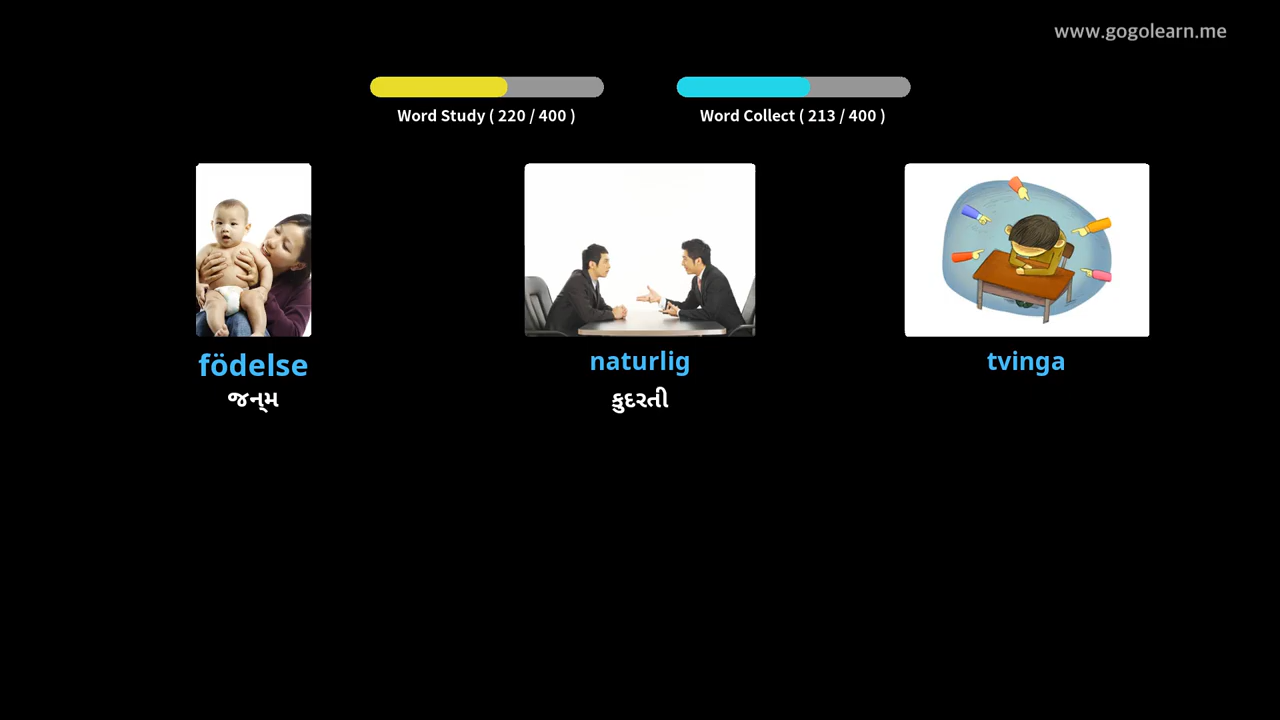 www.gogolearn.me
Word Study ( 220 / 400 )
Word Collect ( 213 / 400 )
födelse
naturlig
tvinga
જન્મ
કુદરતી